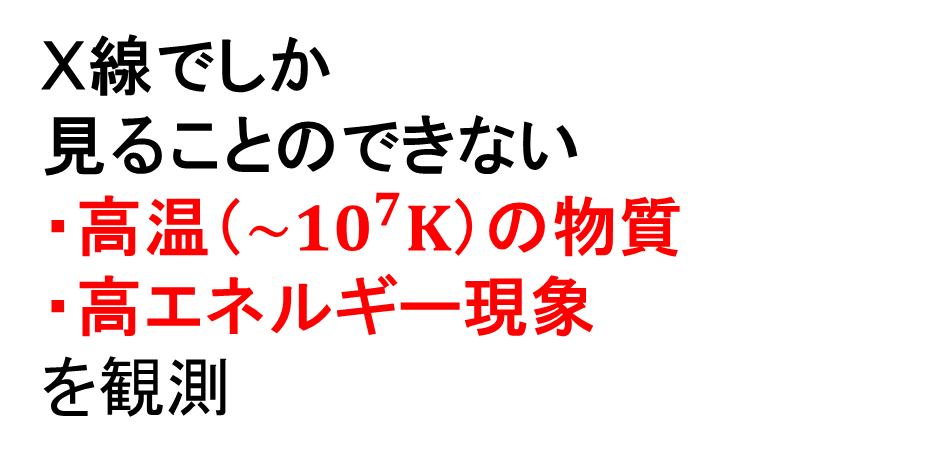 X線でしか
見ることのできない
・高温(~10⁷K)の物質
・高エネルギー現象
を観測